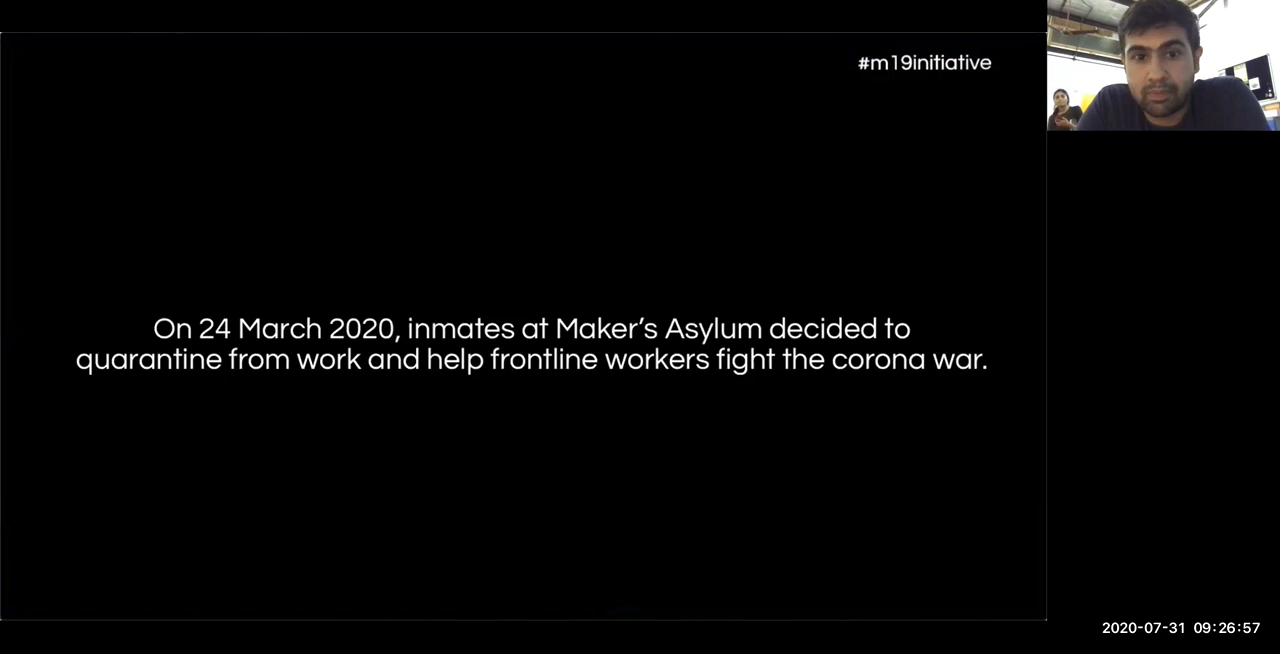 #m19initiative
On 24 March 2020, inmates at Maker’s Asylum decided to
quarantine from work and help frontline workers fight the corona war.
2020-07-31 09:26:57